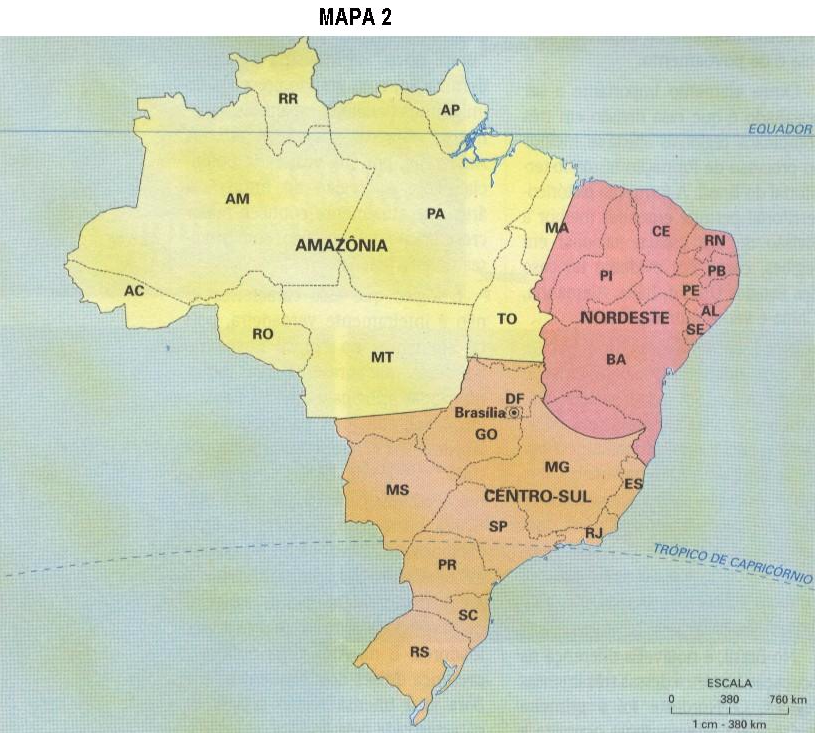 MAPA 2
RR
AP
EQUADOR
AM
PA
MA
CE
RN
AMAZÔNIA
PI
PB
AC
PE
AL
TO
NORDESTE
SE
RO
MT
BA
DF
Brasília
GO
MG
ES
MS
CENTRO-SUL
SP
RJ
TRÓPICO DE CAPRICÓRNIO
PR
SC
RS
ESCALA
0 380 760 km
1 cm - 380 km